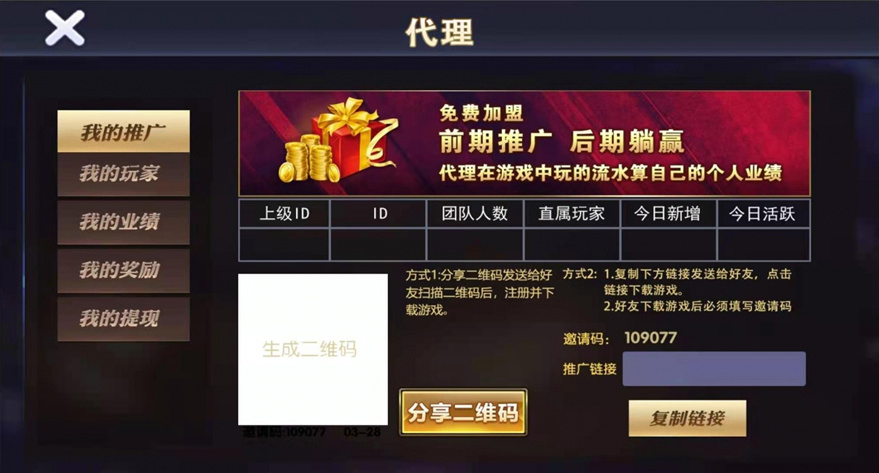 代理
我的推广
我的玩家
我的业绩
我的奖励
我的提现
免费加盟
前期推广 后期躺赢
代理在游戏中玩的流水算自己的个人业绩
上级ID ID 团队人数 直属玩家 今日新增 今日活跃
生成二维码
邀请码:109077 03-28
方式1:分享二维码发送给好
友扫描二维码后，注册并下
载游戏。
分享二维码
方式2: 1.复制下方链接发送给好友，点击
链接下载游戏。
2.好友下载游戏后必须填写邀请码
邀请码: 109077
推广链接
复制链接